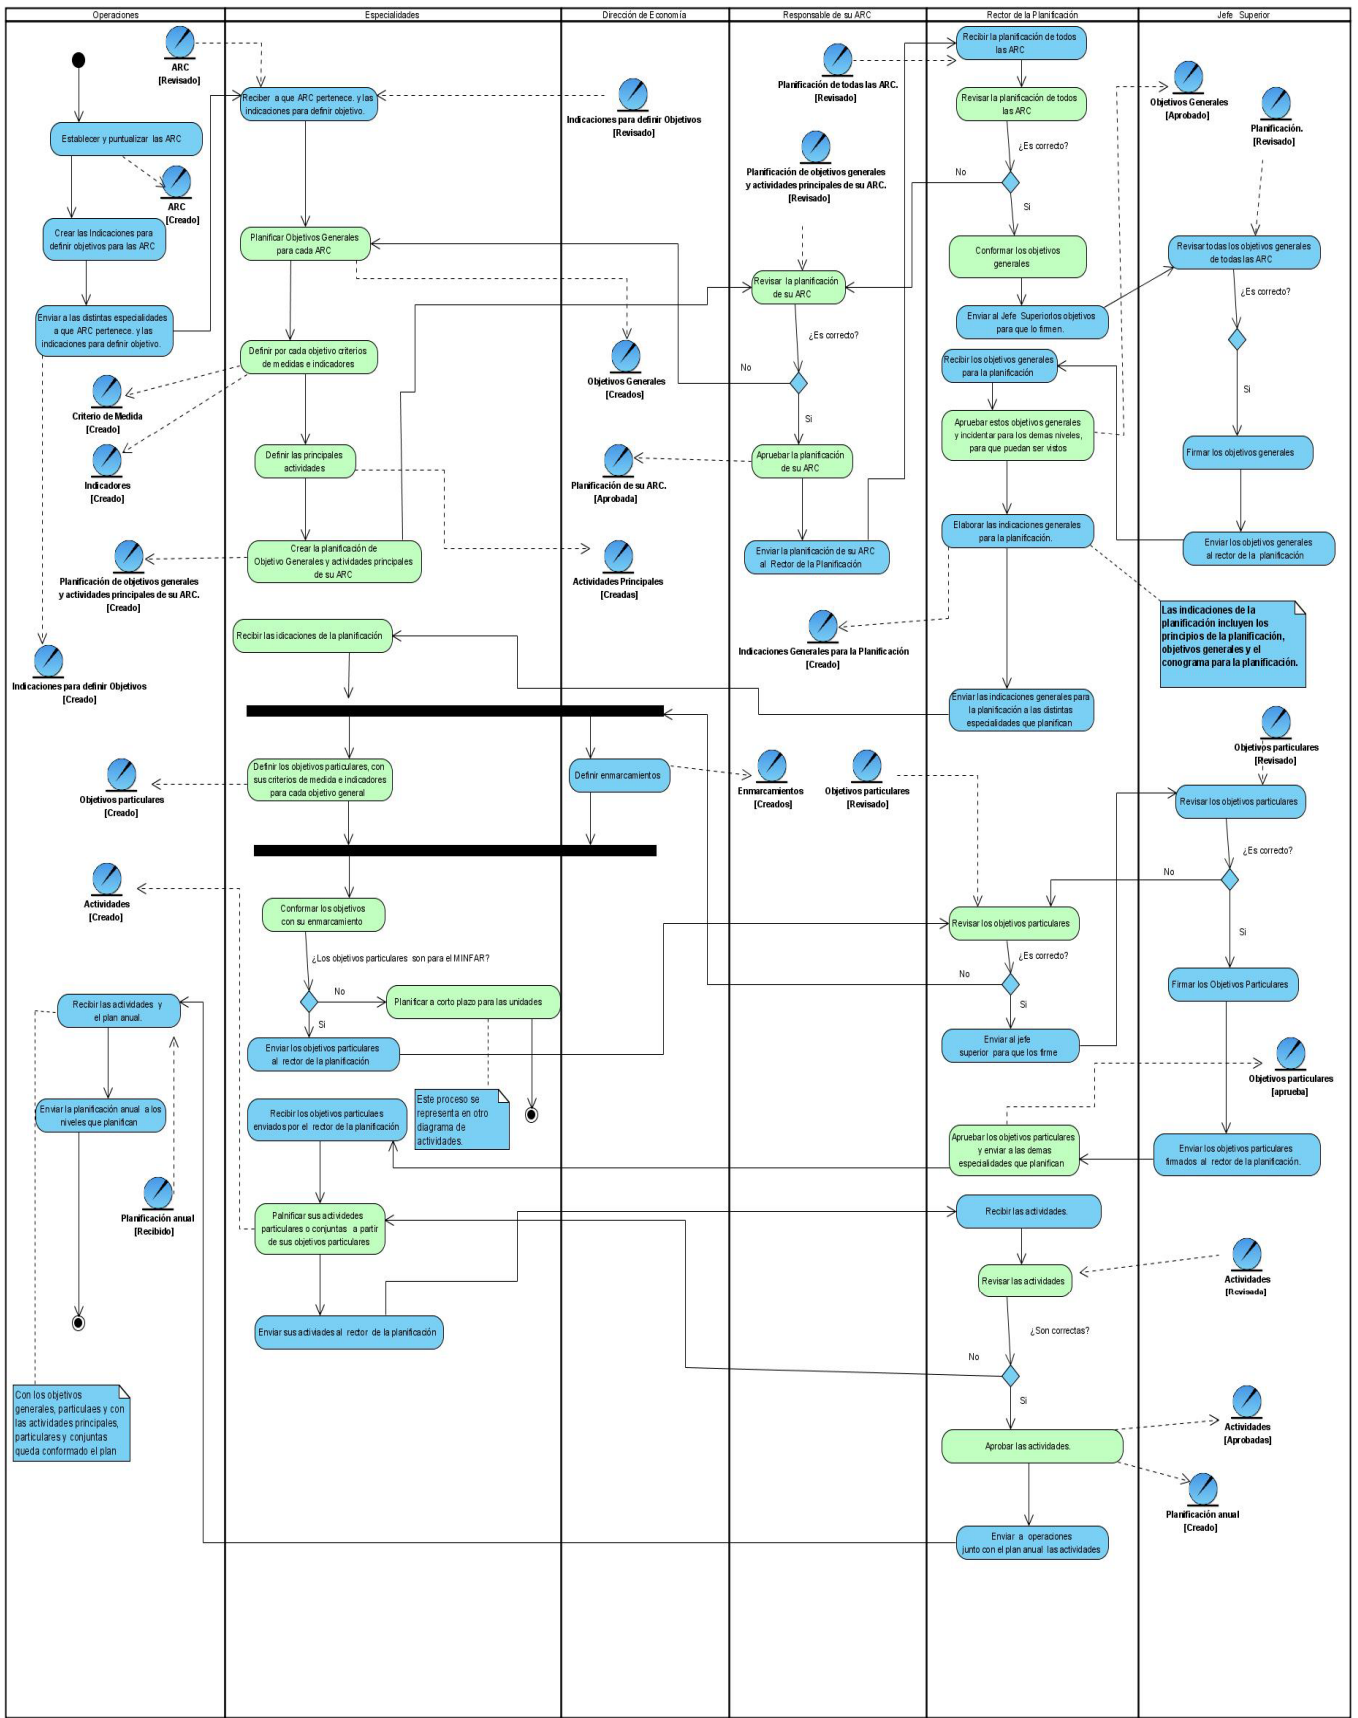 Operaciones
Especialidades
Dirección de Economía
Responsable de su ARC
Rector de la Planificación
Jefe Superior
ARC
[Revisado]
Establecer y puntualizar las ARC
ARC
[Creado]
Crear las Indicaciones para
definir objetivos para las ARC
Enviar a las distintas especialidades
a que ARC pertenece. y las
indicaciones para definir objetivo.
Criterio de Medida
[Creado]
Indicadores
[Creado]
Planificación de objetivos generales
y actividades principales de su ARC.
[Creado]
Indicaciones para definir Objetivos
[Creado]
Objetivos particulares
[Creado]
Actividades
[Creado]
Recibir las actividades y
el plan anual.
Enviar la planificación anual a los
niveles que planifican
Planificación anual
[Recibido]
Con los objetivos
generales, particulaes y con
las actividades principales,
particulares y conjuntas
queda conformado el plan
Reciber a que ARC pertenece. y las
indicaciones para definir objetivo.
Planificar Objetivos Generales
para cada ARC
Definir por cada objetivo criterios
de medidas e indicadores
Definir las principales
actividades
Crear la planificación de
Objetivo Generales y actividades principales
de su ARC
Recibir las idicaciones de la planificación
Definir los objetivos particulares, con
sus criterios de medida e indicadores
para cada objetivo general
Conformar los objetivos
con su enmarcamiento
¿Los objetivos particulares son para el MINFAR?
No
Planificar a corto plazo para las unidades
Si
Enviar los objetivos particulares
al rector de la planificación
Este proceso se
representa en otro
diagrama de
actividades.
Recibir los objetivos particulaes
enviados por el rector de la planificación
Palnificar sus actividedes
particulares o conjuntas a partir
de sus objetivos particulares
Enviar sus activiades al rector de la planificación
Indicaciones para definir Objetivos
[Revisado]
Objetivos Generales
[Creados]
Planificación de su ARC.
[Aprobada]
Actividades Principales
[Creadas]
Definir enmarcamientos
Planificación de todas las ARC.
[Revisado]
Planificación de objetivos generales
y actividades principales de su ARC.
[Revisado]
Revisar la planificación
de su ARC
¿Es correcto?
No
Si
Apruebar la planificación
de su ARC
Enviar la planificación de su ARC
al Rector de la Planificación
Indicaciones Generales para la Planificación
[Creado]
Enmarcamientos
[Creados]
Objetivos particulares
[Revisado]
Recibir la planificación de todos
las ARC
Revisar la planificación de todos
las ARC
¿Es correcto?
No
Si
Conformar los objetivos
generales
Enviar al Jefe Superiorlos objetivos
para que lo firmen.
Recibir los objetivos generales
para la planificación
Apruebar estos objetivos generales
y incidentar para los demas niveles,
para que puedan ser vistos
Elaborar las indicaciones generales
para la planificación.
Enviar las indicaciones generales para
la planificación a las distintas
especialidades que planifican
Revisar los objetivos particulares
¿Es correcto?
No
Si
Enviar al jefe
superior para que los firme
Apruebar los objetivos particulares
y enviar a las demas
especialidades que planifican
Recibir las actividades.
Revisar las actividades
¿Son correctas?
No
Si
Aprobar las actividades.
Enviar a operaciones
junto con el plan anual las actividades
Objetivos Generales
[Aprobado]
Planificación.
[Revisado]
Revisar todas los objetivos generales
de todas las ARC
¿Es correcto?
Si
Firmar los objetivos generales
Enviar los objetivos generales
al rector de la planificación
Las indicaciones de la
planificación incluyen los
principios de la planificación,
objetivos generales y el
conograma para la planificación.
Objetivos particulares
[Revisado]
Revisar los objetivos particulares
¿Es correcto?
No
Si
Firmar los Objetivos Particulares
Objetivos particulares
[aprueba]
Enviar los objetivos particulares
firmados al rector de la planificación.
Actividades
[Revisada]
Actividades
[Aprobadas]
Planificación anual
[Creado]